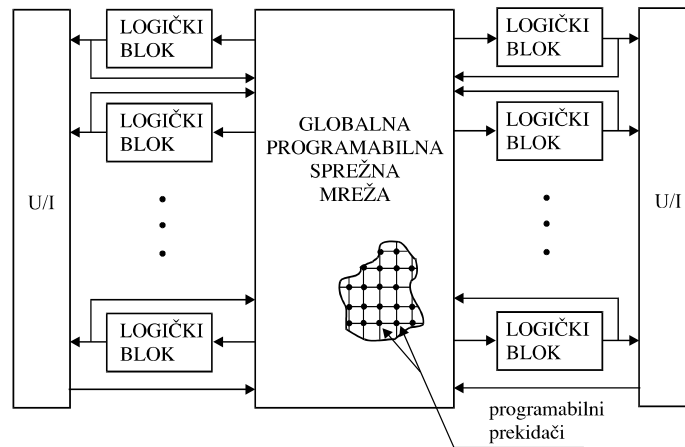 LOGIČKI
BLOK
LOGIČKI
BLOK
LOGIČKI
BLOK
LOGIČKI
BLOK
GLOBALNA
PROGRAMABILNA
SPREŽNA
MREŽA
U/I
U/I
LOGIČKI
BLOK
LOGIČKI
BLOK
programabilni
prekidači